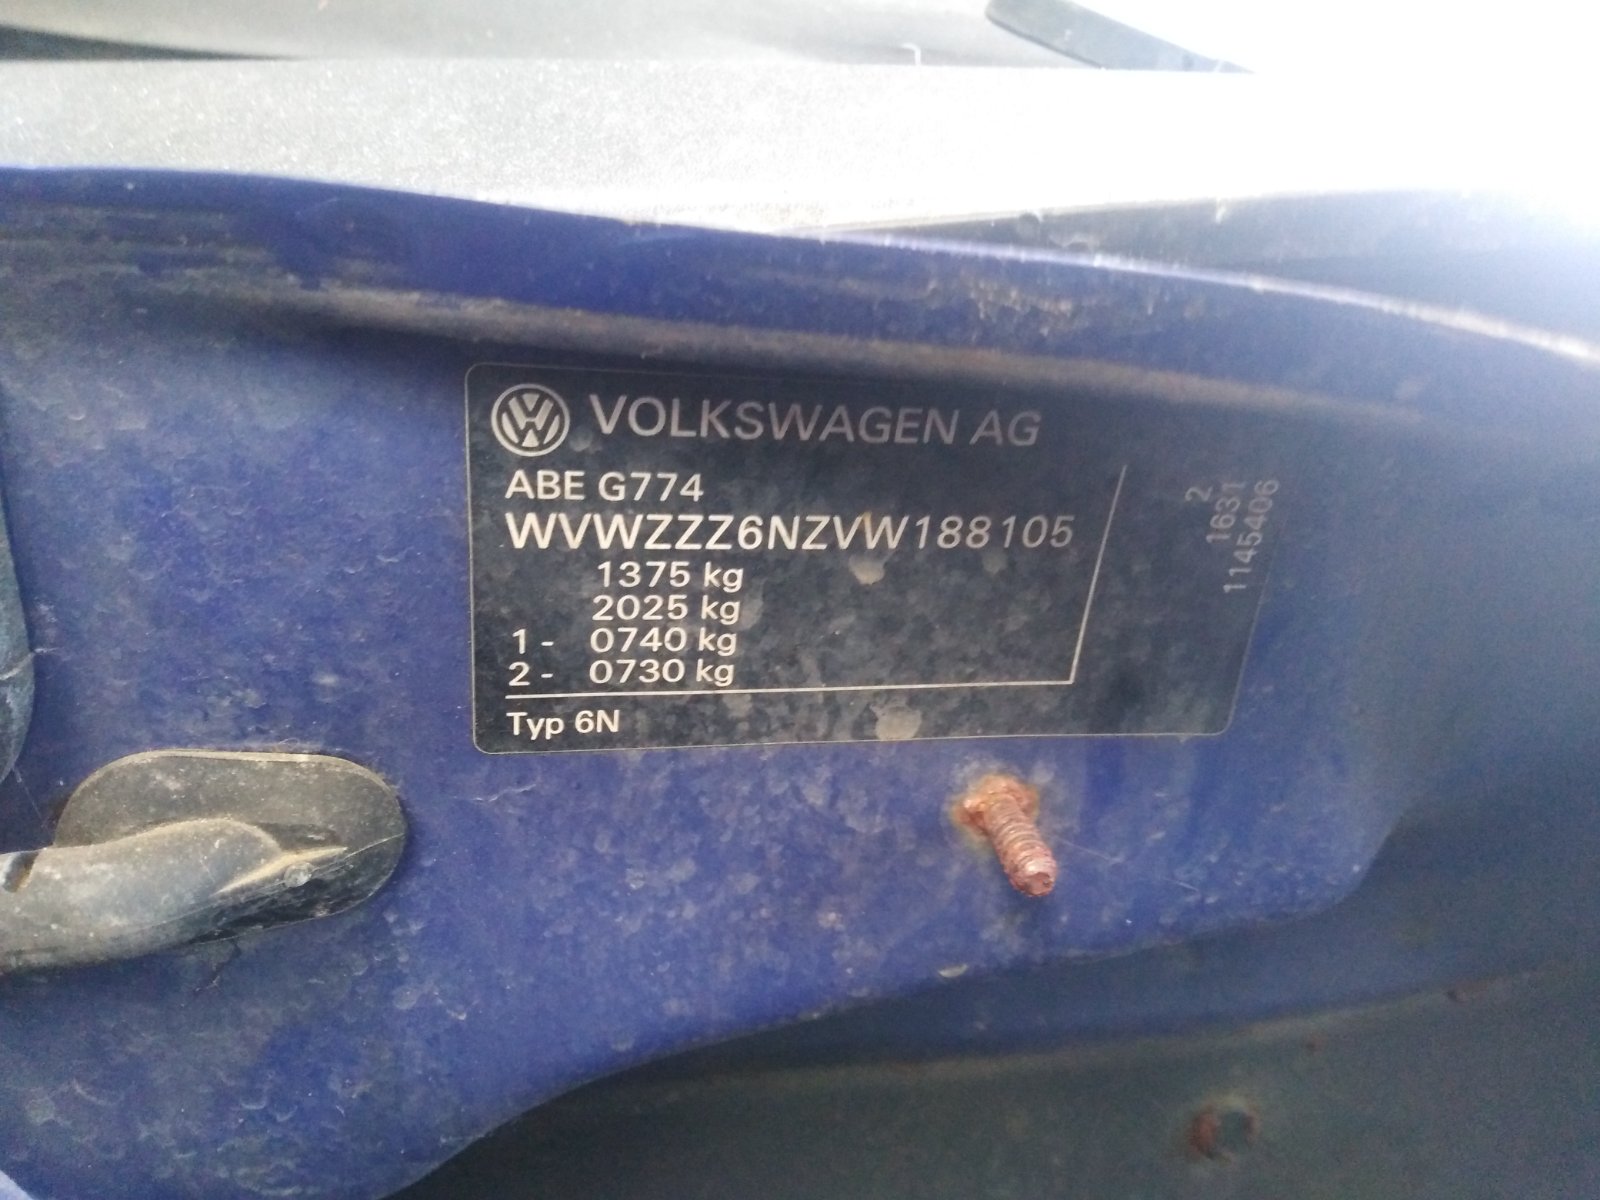 VOLKSWAGEN AG
ABE G774
WVWZZZ6NZVW188105
1375 kg
2025 kg
1 - 0740 kg
2 - 0730 kg
Typ 6N
2
1631
1145406